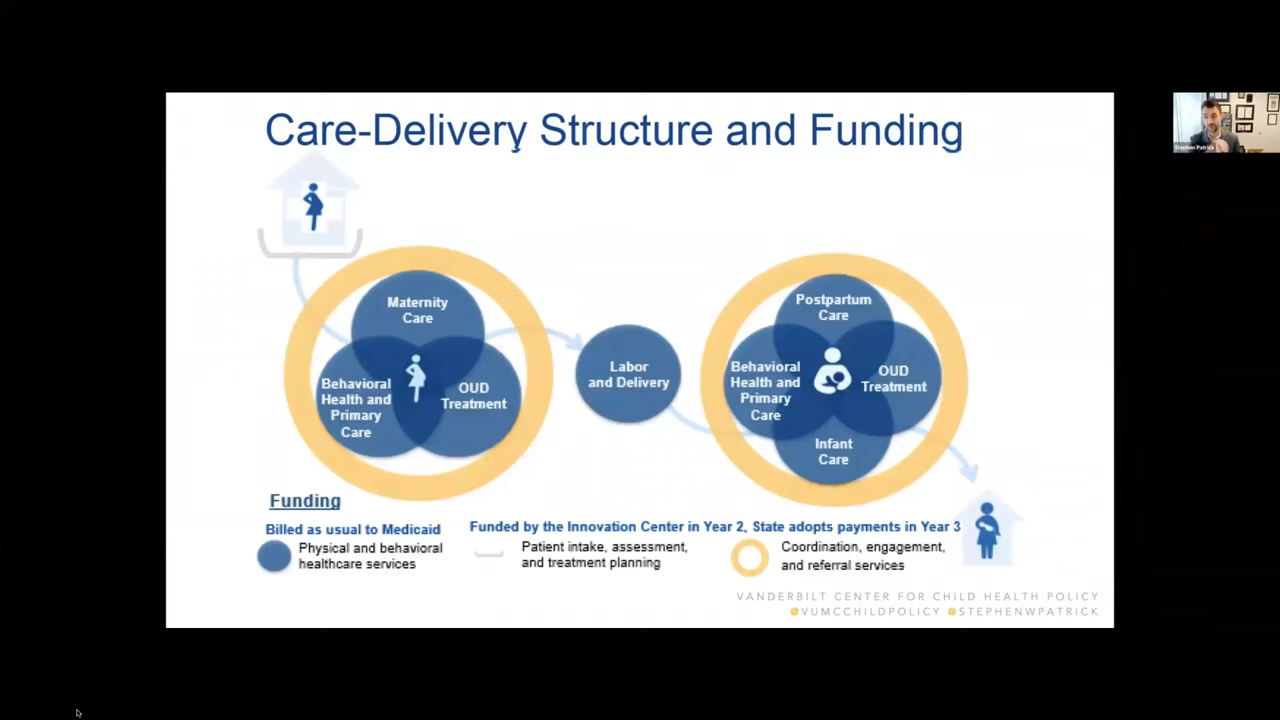 Care-Delivery Structure and Funding
Stephen Patrick
Maternity
Care
Behavioral
Health and
Primary
Care
OUD
Treatment
Labor
and Delivery
Postpartum
Care
Behavioral
Health and
Primary
Care
OUD
Treatment
Infant
Care
Funding
Billed as usual to Medicaid
Physical and behavioral
healthcare services
Funded by the Innovation Center in Year 2, State adopts payments in Year 3
Patient intake, assessment,
and treatment planning
Coordination, engagement,
and referral services
VANDERBILT CENTER FOR CHILD HEALTH POLICY
@VUMCCHILDPOLICY @STEPHENWPATRICK